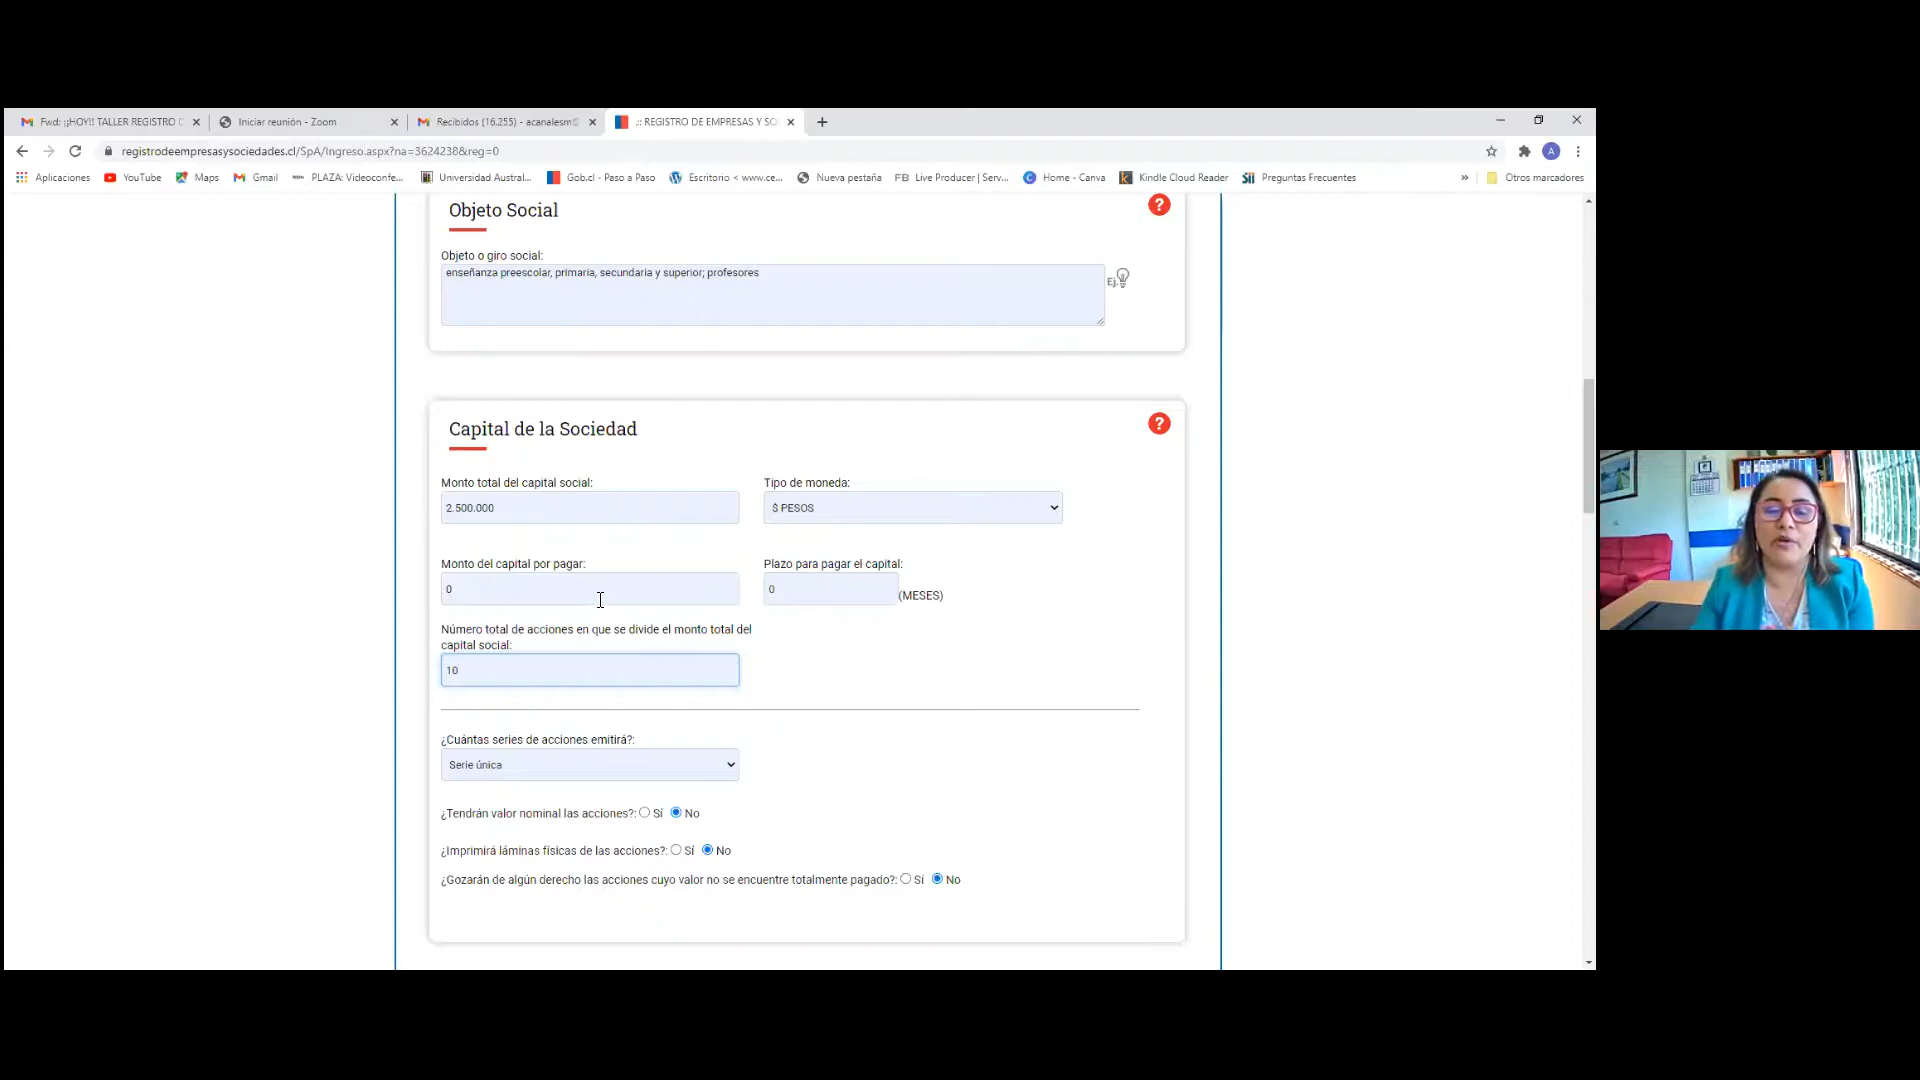 Fwd: ¡¡HOY!! TALLER REGISTRO
Iniciar reunión - Zoom
Recibidos (16.255) - acanalesm
.:: REGISTRO DE EMPRESAS Y SO
registrodeempresasysociedades.cl/SpA/Ingreso.aspx?na=3624238&reg=0
A
Aplicaciones
YouTube
Maps
Gmail
PLAZA: Videoconfe...
Universidad Austral...
Gob.cl - Paso a Paso
Escritorio < www.ce...
Nueva pestaña
FB Live Producer | Serv...
Home - Canva
Kindle Cloud Reader
Sii Preguntas Frecuentes
»
Otros marcadores
Objeto Social
?
Objeto o giro social:
enseñanza preescolar, primaria, secundaria y superior; profesores
Ej.
Capital de la Sociedad
?
Monto total del capital social:
Tipo de moneda:
2.500.000
$ PESOS
Monto del capital por pagar:
Plazo para pagar el capital:
0
0
(MESES)
Número total de acciones en que se divide el monto total del
capital social:
10
¿Cuántas series de acciones emitirá?:
Serie única
¿Tendrán valor nominal las acciones?: Sí No
¿Imprimirá láminas físicas de las acciones?: Sí No
¿Gozarán de algún derecho las acciones cuyo valor no se encuentre totalmente pagado?: Sí No